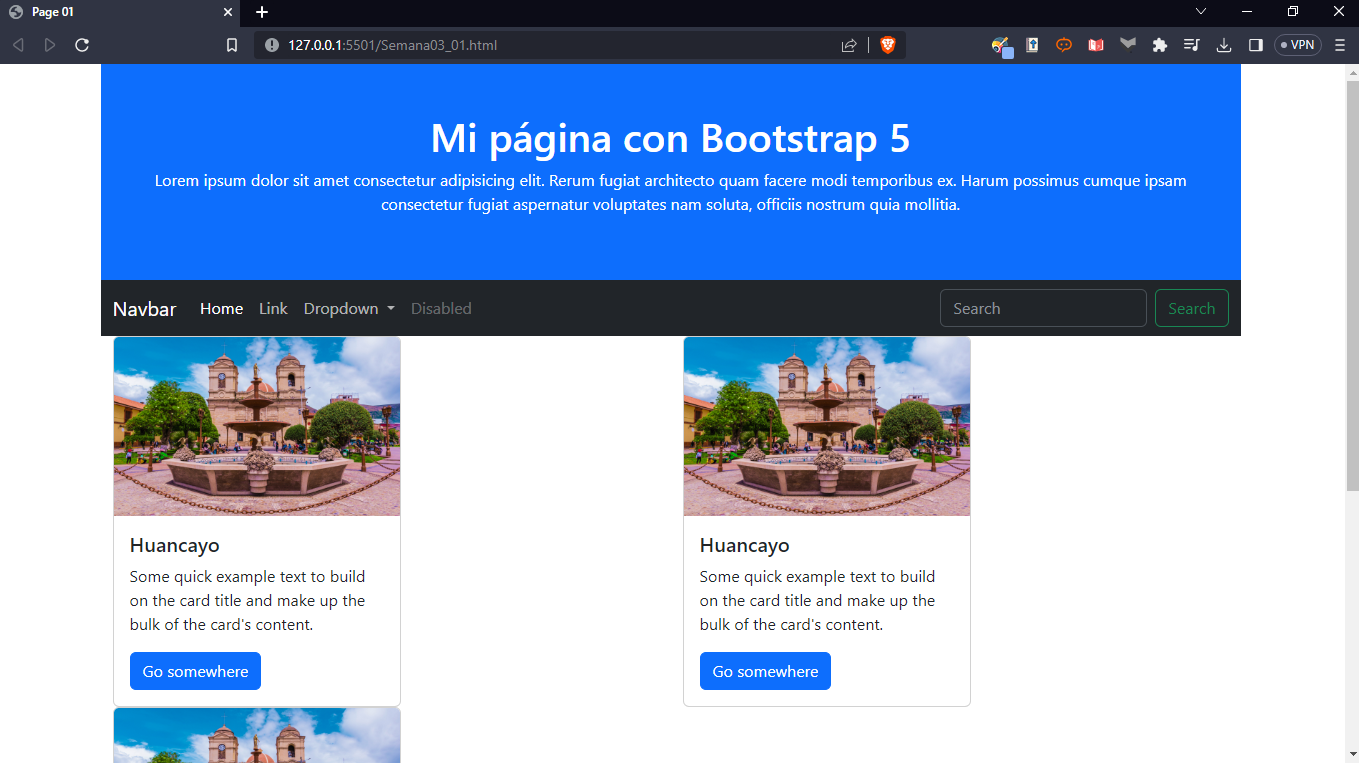 Page 01
127.0.0.1:5501/Semana03_01.html
VPN
Mi página con Bootstrap 5
Lorem ipsum dolor sit amet consectetur adipisicing elit. Rerum fugiat architecto quam facere modi temporibus ex. Harum possimus cumque ipsam
consectetur fugiat aspernatur voluptates nam soluta, officiis nostrum quia mollitia.
Navbar Home Link Dropdown Disabled Search Search
Huancayo
Some quick example text to build
on the card title and make up the
bulk of the card's content.
Go somewhere
Huancayo
Some quick example text to build
on the card title and make up the
bulk of the card's content.
Go somewhere